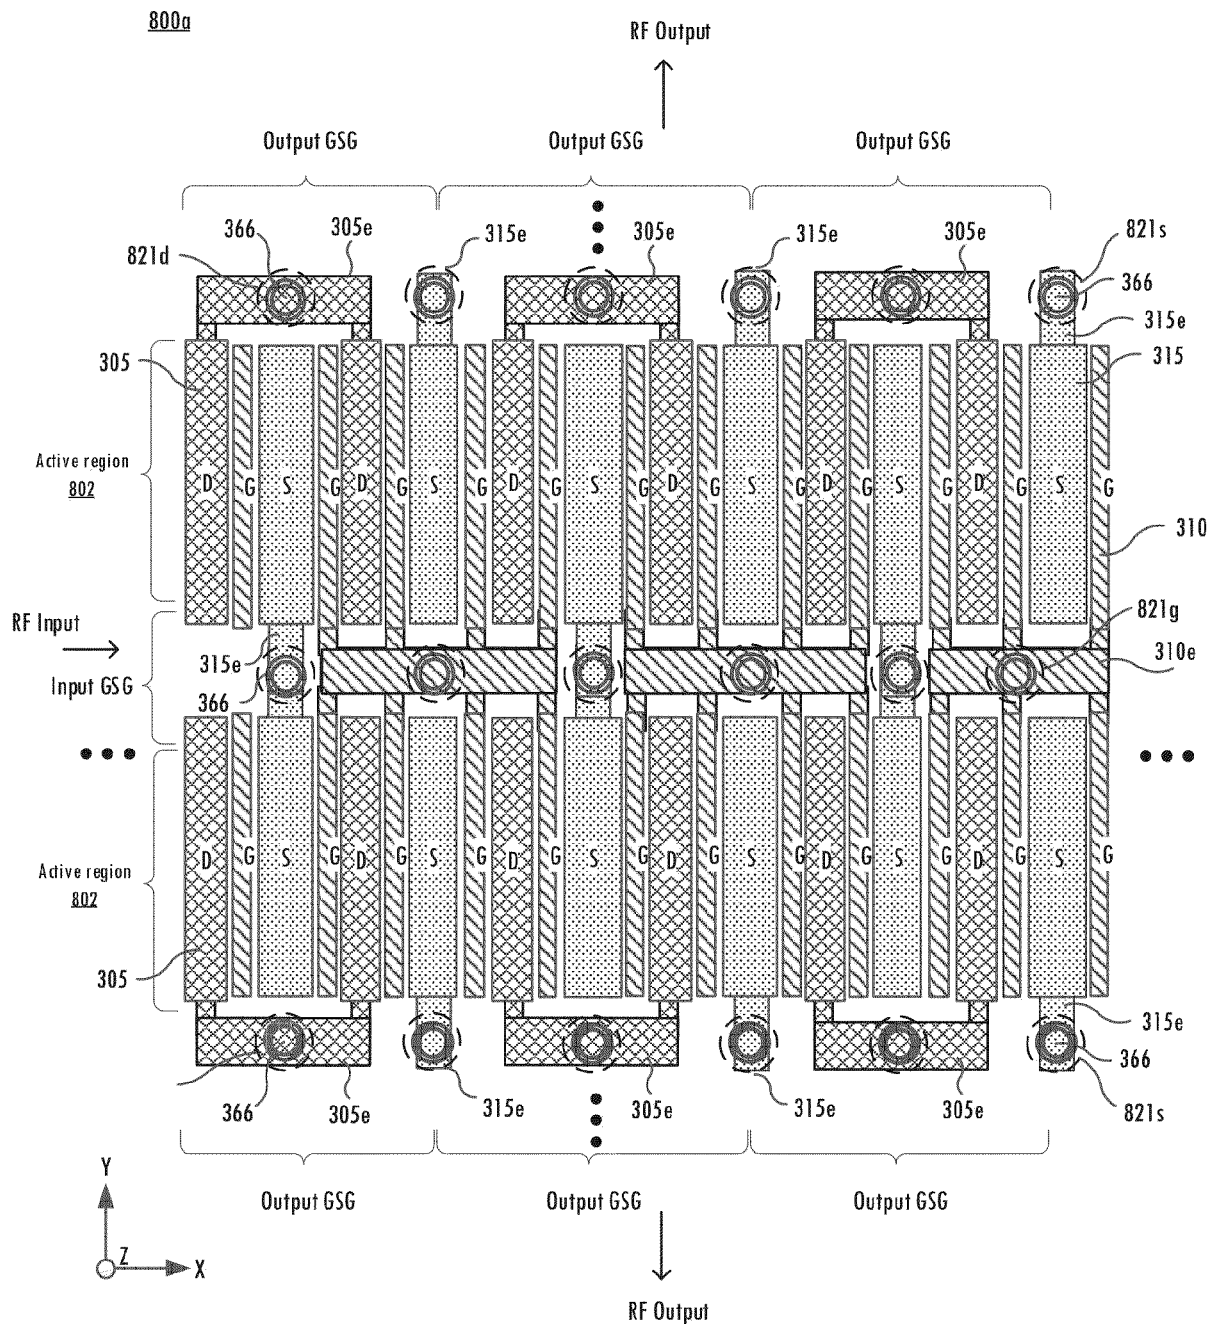 800a
RF Output
Output GSG Output GSG Output GSG
366 305e 315e 305e 315e 305e 821s
821d
366
315e
305 315
Active region
802
D G S G D G S G D G S G D G S G D G S G D G S G
310
RF Input 821g
315e 310e
Input GSG
366
D G S G D G S G D G S G D G S G D G S G D G S G
Active region
802
305
315e
366
366 305e 315e 305e 315e 305e 821s
Output GSG Output GSG Output GSG
Y
Z X
RF Output